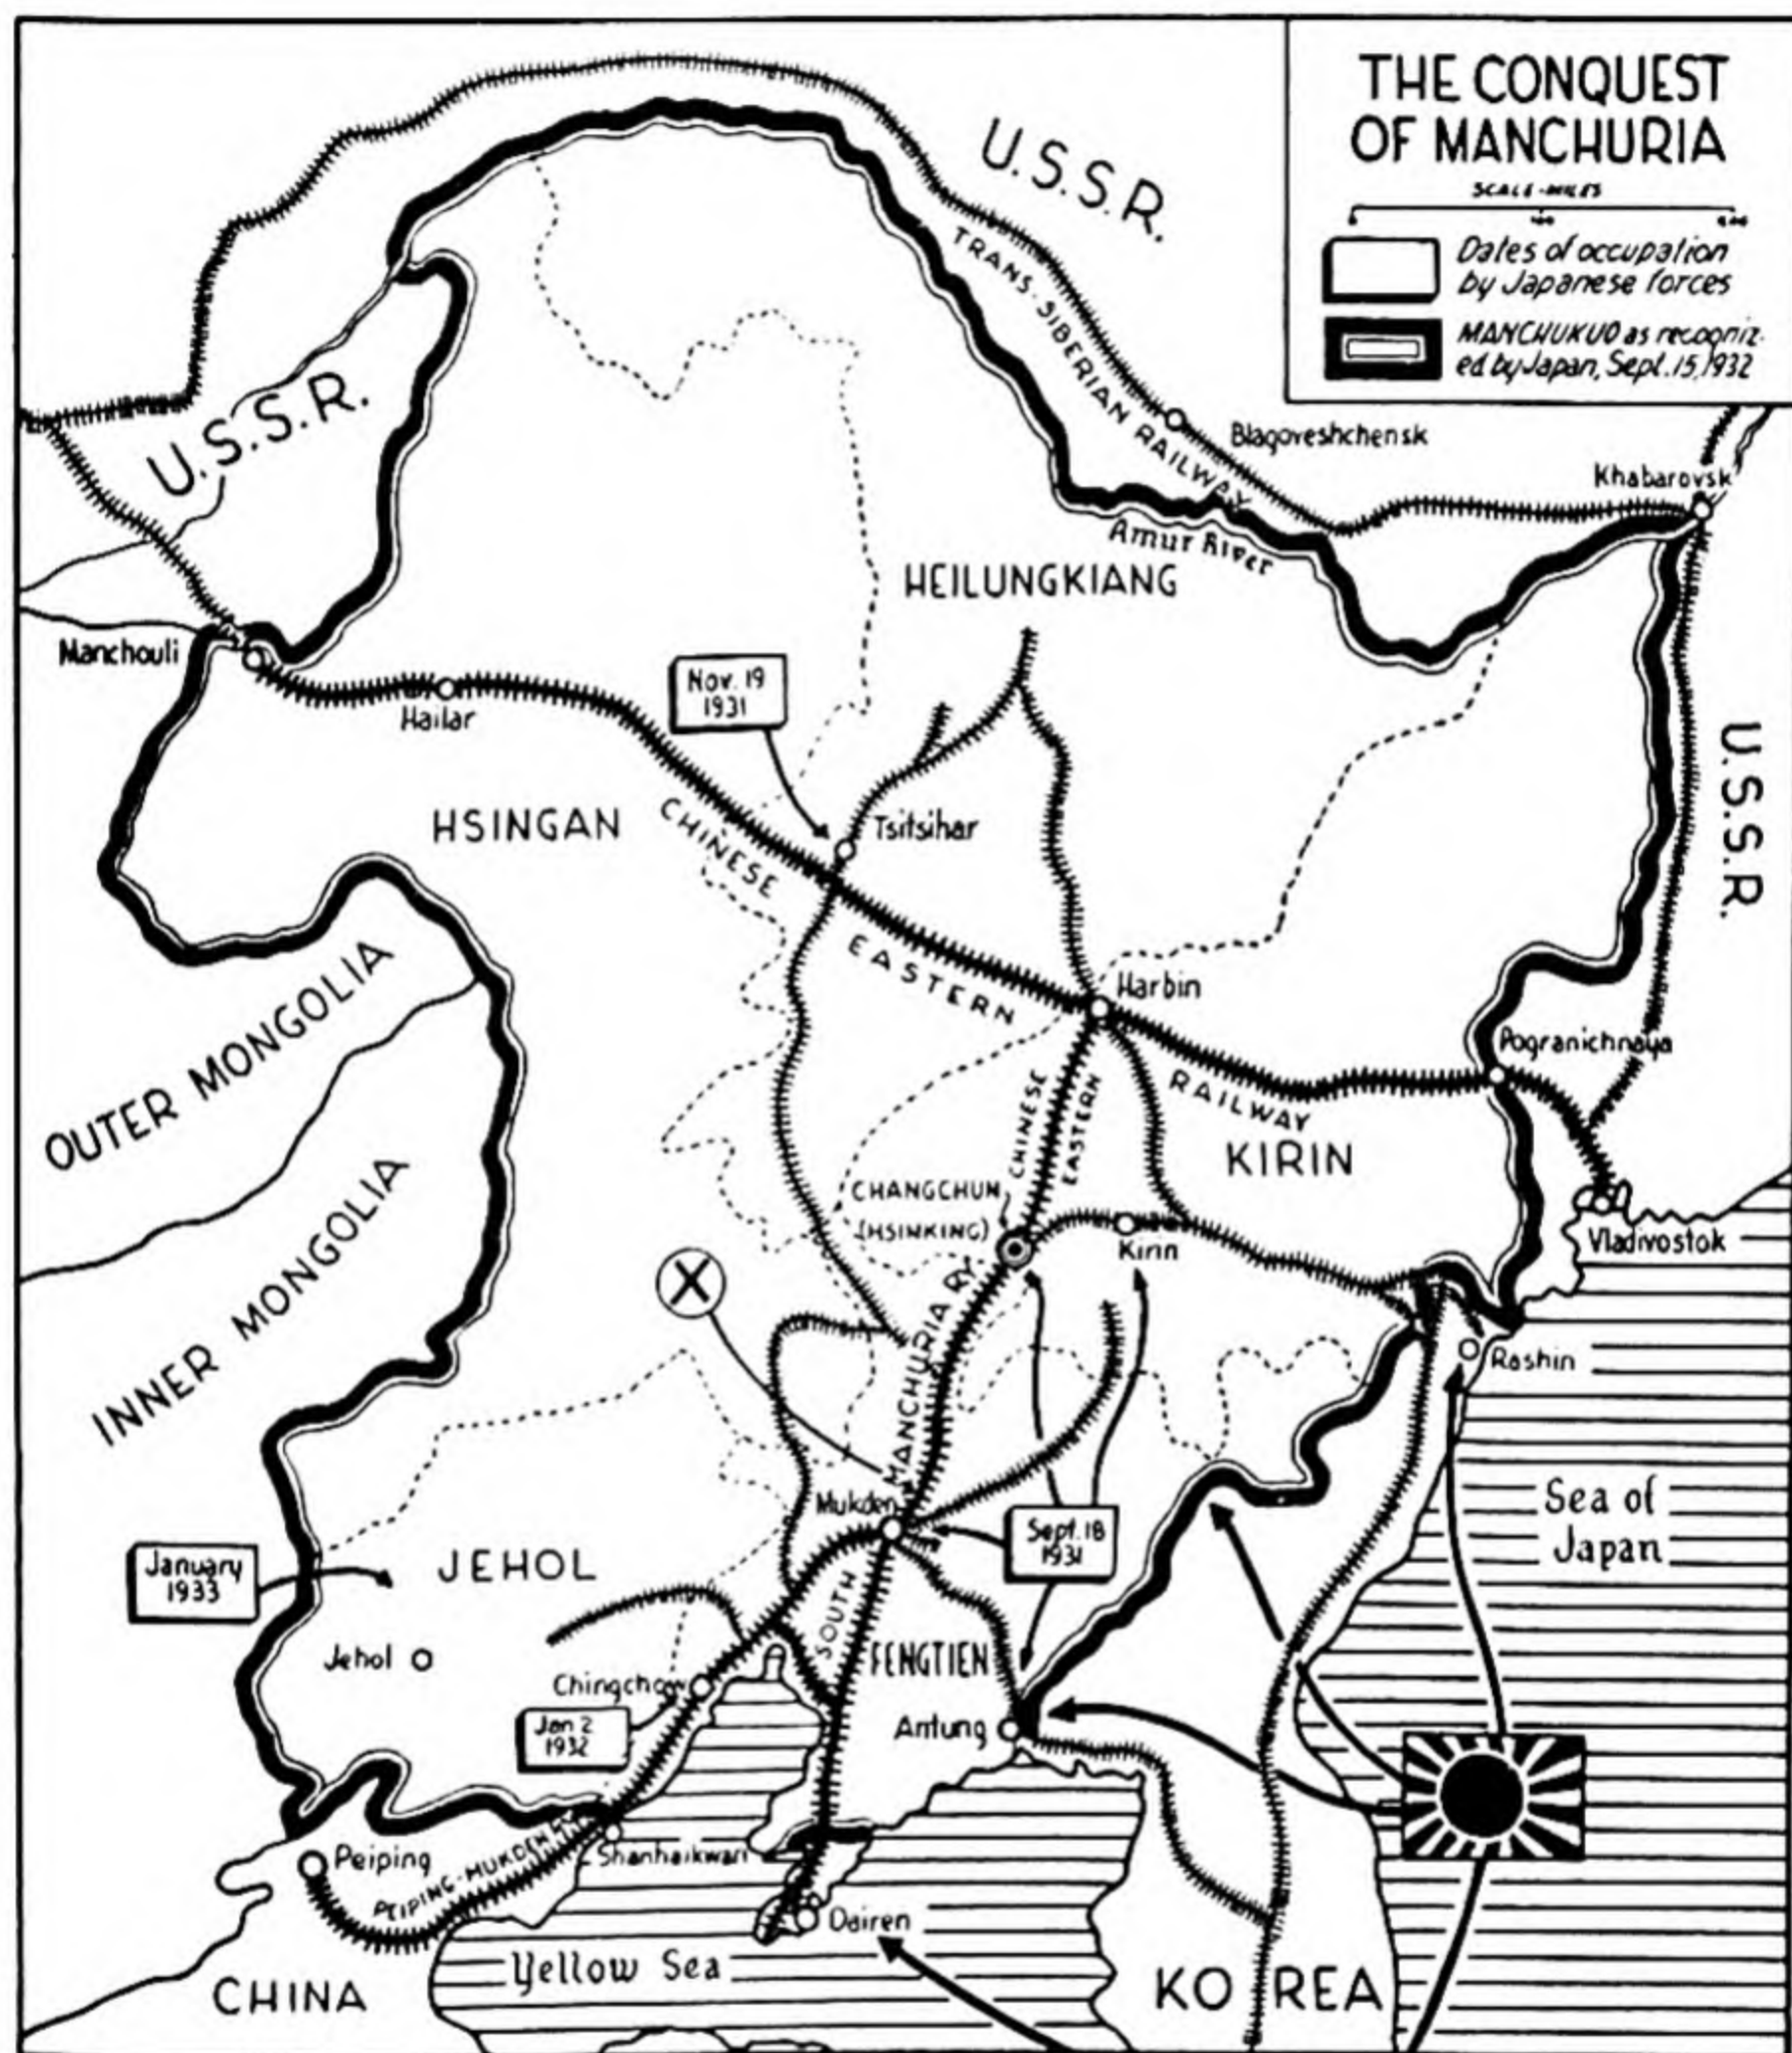 THE CONQUEST
OF MANCHURIA
SCALE-MILES
Dates of occupation
by Japanese forces
MANCHUKUO as recogniz-
ed by Japan, Sept. 15, 1932
U.S.S.R.
TRANS-SIBERIAN RAILWAY
U.S.S.R.
Blagoveshchensk
Khabarovsk
Amur River
HEILUNGKIANG
Manchouli
Hailar
Nov. 19
1931
U.S.S.R.
HSINGAN
Tsitsihar
CHINESE
EASTERN
RAILWAY
Harbin
Pogranichnaya
OUTER MONGOLIA
CHINESE
EASTERN
KIRIN
CHANGCHUN
(HSINKING)
Kirin
Vladivostok
X
INNER MONGOLIA
SOUTH
MANCHURIA RY.
Rashin
Mukden
Sept. 18
1931
Sea of
Japan
January
1933
JEHOL
Jehol
FENGTIEN
Chingchow
Jan 2
1932
Antung
Peiping
PEIPING-MUKDEN
Shanhaikwan
Dairen
Yellow Sea
CHINA
KOREA